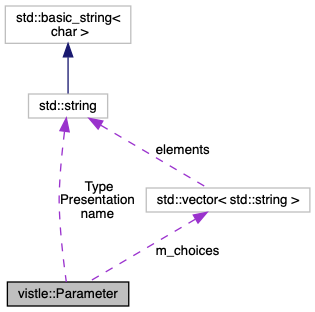 std::basic_string<
char >
std::string
elements
Type
Presentation
name
std::vector< std::string >
m_choices
vistle::Parameter